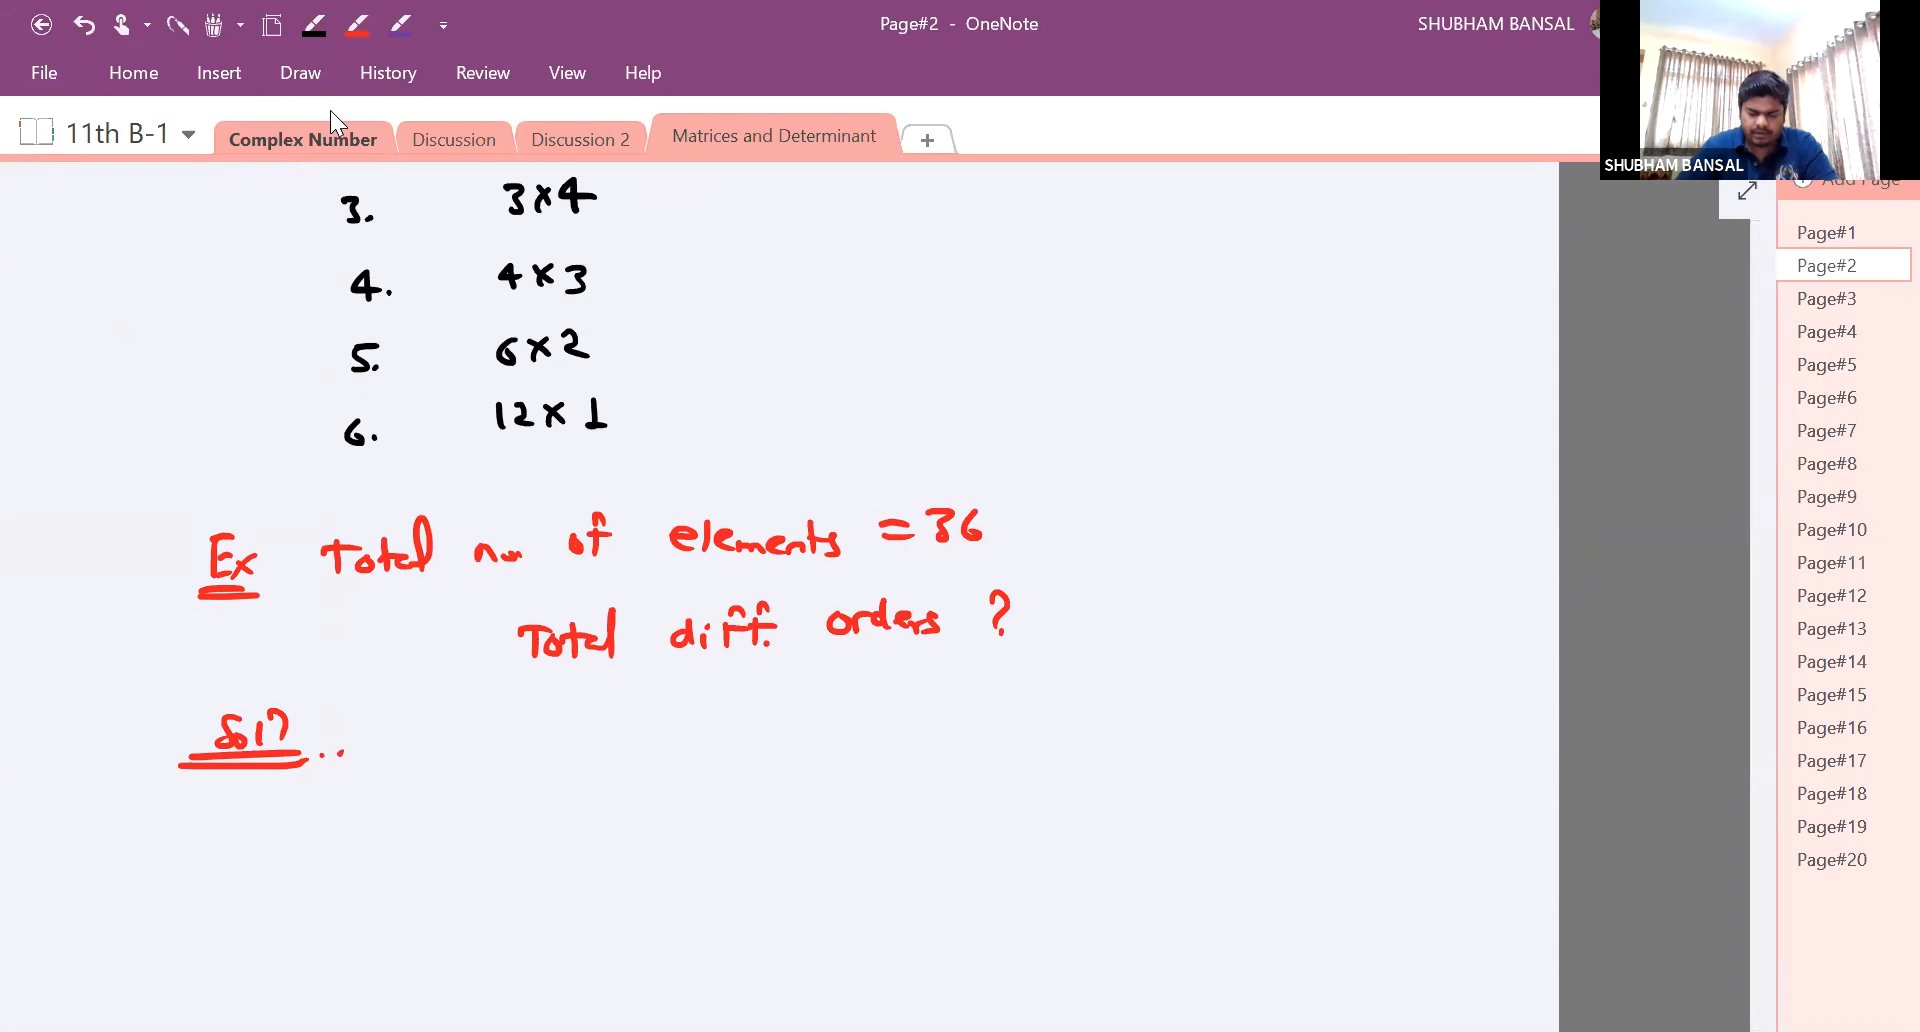 Page#2 - OneNote
SHUBHAM BANSAL
File Home Insert Draw History Review View Help
11th B-1
Complex Number
Discussion
Discussion 2
Matrices and Determinant
SHUBHAM BANSAL
Add Page
Page#1
Page#2
Page#3
Page#4
Page#5
Page#6
Page#7
Page#8
Page#9
Page#10
Page#11
Page#12
Page#13
Page#14
Page#15
Page#16
Page#17
Page#18
Page#19
Page#20
3. 3×4
4. 4×3
5. 6×2
6. 12×1
Ex Total no of elements = 36
Total diff. orders ?
Sol? ..